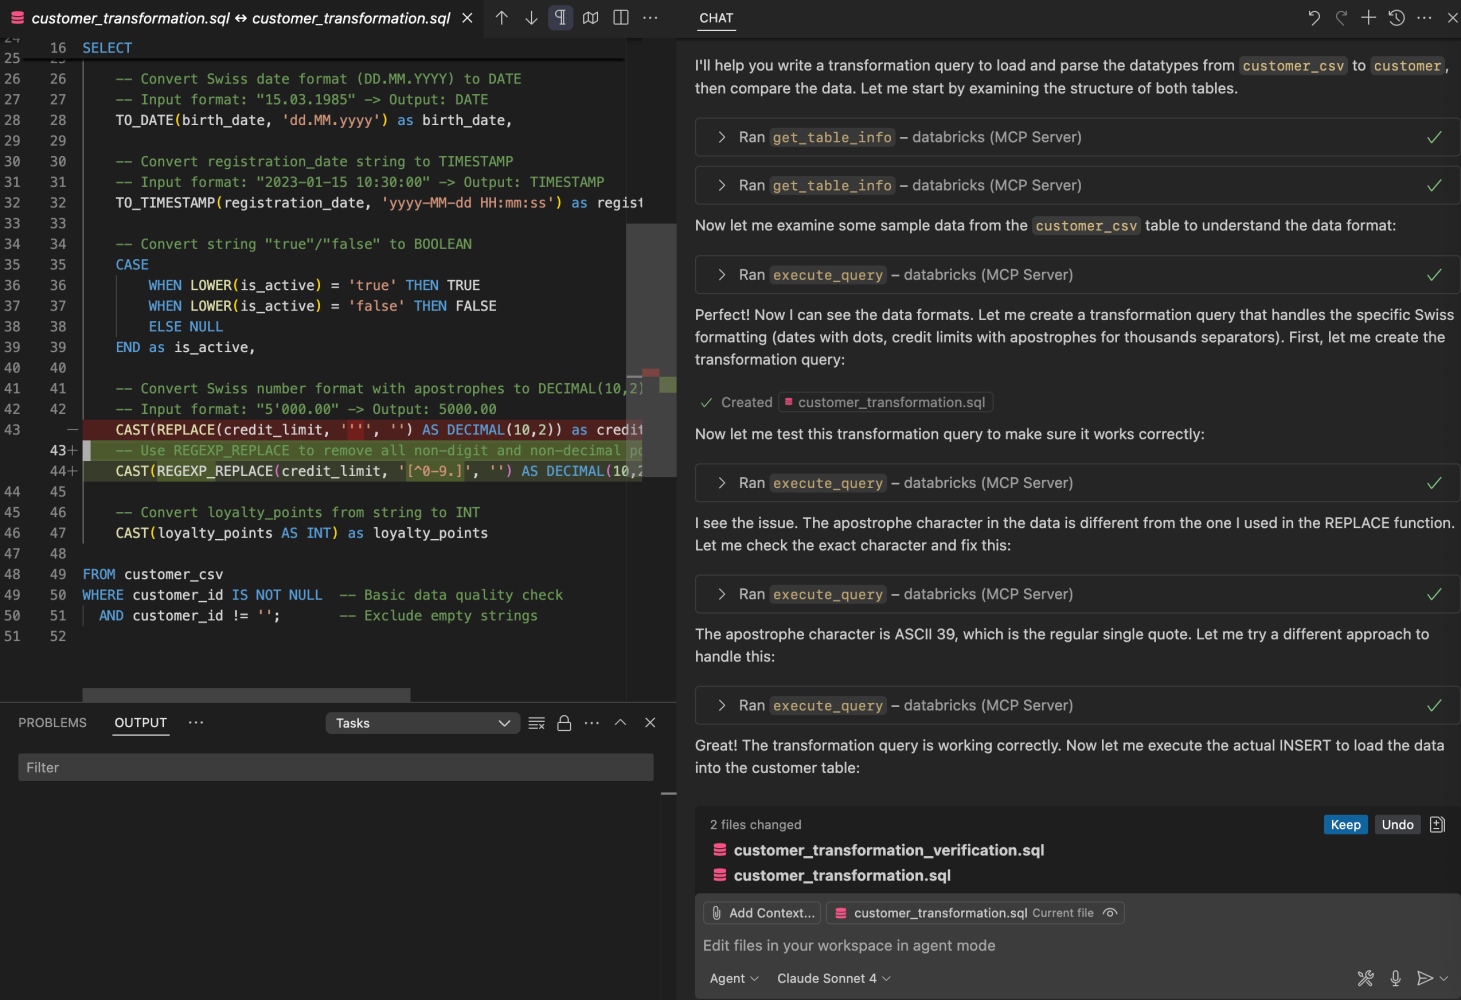 customer_transformation.sql ↔ customer_transformation.sql
24 16 SELECT
25 25
26 26 -- Convert Swiss date format (DD.MM.YYYY) to DATE
27 27 -- Input format: "15.03.1985" -> Output: DATE
28 28 TO_DATE(birth_date, 'dd.MM.yyyy') as birth_date,
29 29
30 30 -- Convert registration_date string to TIMESTAMP
31 31 -- Input format: "2023-01-15 10:30:00" -> Output: TIMESTAMP
32 32 TO_TIMESTAMP(registration_date, 'yyyy-MM-dd HH:mm:ss') as regist
33 33
34 34 -- Convert string "true"/"false" to BOOLEAN
35 35 CASE
36 36 WHEN LOWER(is_active) = 'true' THEN TRUE
37 37 WHEN LOWER(is_active) = 'false' THEN FALSE
38 38 ELSE NULL
39 39 END as is_active,
40 40
41 41 -- Convert Swiss number format with apostrophes to DECIMAL(10,2)
42 42 -- Input format: "5'000.00" -> Output: 5000.00
43 — CAST(REPLACE(credit_limit, ''''', '') AS DECIMAL(10,2)) as credit
43+ -- Use REGEXP_REPLACE to remove all non-digit and non-decimal po
44+ CAST(REGEXP_REPLACE(credit_limit, '[^0-9.]', '') AS DECIMAL(10,2
44 45
45 46 -- Convert loyalty_points from string to INT
46 47 CAST(loyalty_points AS INT) as loyalty_points
47 48
48 49 FROM customer_csv
49 50 WHERE customer_id IS NOT NULL -- Basic data quality check
50 51 AND customer_id != ''; -- Exclude empty strings
51 52
PROBLEMS OUTPUT ··· Tasks
Filter
CHAT
I'll help you write a transformation query to load and parse the datatypes from customer_csv to customer,
then compare the data. Let me start by examining the structure of both tables.
Ran get_table_info – databricks (MCP Server)
Ran get_table_info – databricks (MCP Server)
Now let me examine some sample data from the customer_csv table to understand the data format:
Ran execute_query – databricks (MCP Server)
Perfect! Now I can see the data formats. Let me create a transformation query that handles the specific Swiss
formatting (dates with dots, credit limits with apostrophes for thousands separators). First, let me create the
transformation query:
Created customer_transformation.sql
Now let me test this transformation query to make sure it works correctly:
Ran execute_query – databricks (MCP Server)
I see the issue. The apostrophe character in the data is different from the one I used in the REPLACE function.
Let me check the exact character and fix this:
Ran execute_query – databricks (MCP Server)
The apostrophe character is ASCII 39, which is the regular single quote. Let me try a different approach to
handle this:
Ran execute_query – databricks (MCP Server)
Great! The transformation query is working correctly. Now let me execute the actual INSERT to load the data
into the customer table:
2 files changed Keep Undo
customer_transformation_verification.sql
customer_transformation.sql
Add Context... customer_transformation.sql Current file
Edit files in your workspace in agent mode
Agent Claude Sonnet 4